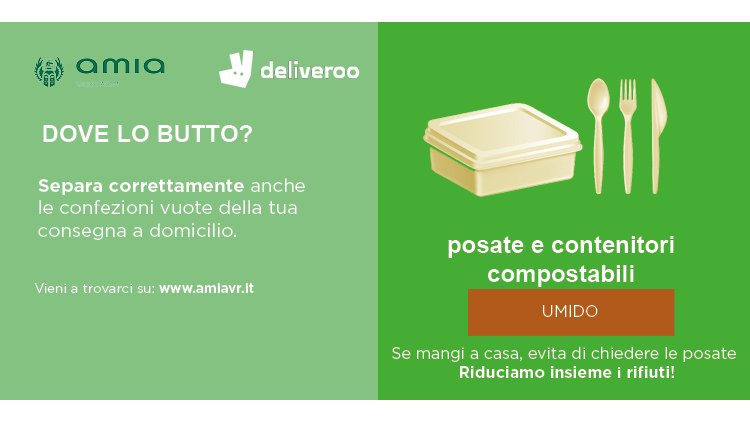 amia
deliveroo
DOVE LO BUTTO?
Separa correttamente anche
le confezioni vuote della tua
consegna a domicilio.
Vieni a trovarci su: www.amiavr.it
posate e contenitori
compostabili
UMIDO
Se mangi a casa, evita di chiedere le posate
Riduciamo insieme i rifiuti!